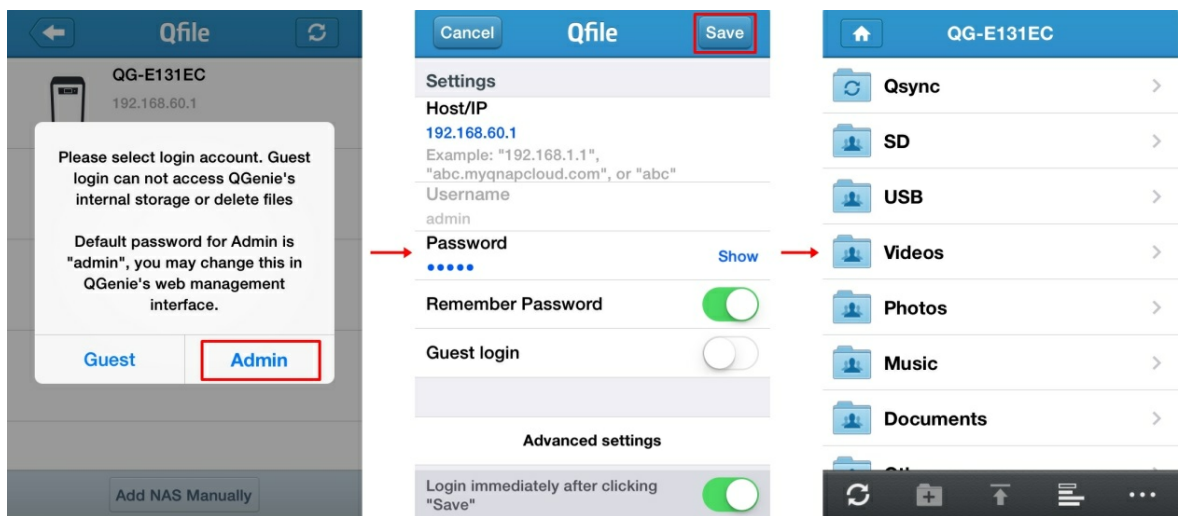 Qfile
QG-E131EC
192.168.60.1
Please select login account. Guest
login can not access QGenie's
internal storage or delete files
Default password for Admin is
"admin", you may change this in
QGenie's web management
interface.
Guest
Admin
Add NAS Manually
Cancel
Qfile
Save
Settings
Host/IP
192.168.60.1
Example: "192.168.1.1",
"abc.myqnapcloud.com", or "abc"
Username
admin
Password
Show
Remember Password
Guest login
Advanced settings
Login immediately after clicking
"Save"
QG-E131EC
Qsync
SD
USB
Videos
Photos
Music
Documents